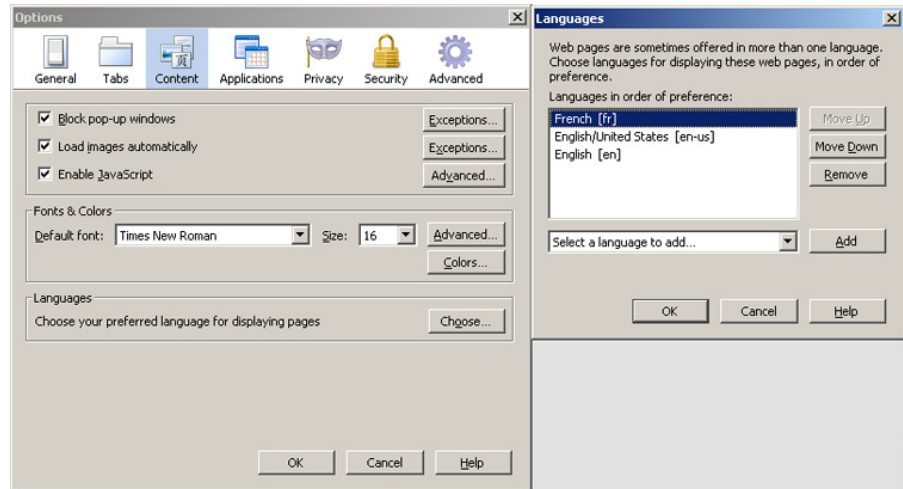 Options
General Tabs Content Applications Privacy Security Advanced
Block pop-up windows Exceptions...
Load images automatically Exceptions...
Enable JavaScript Advanced...
Fonts & Colors
Default font: Times New Roman Size: 16 Advanced...
Colors...
Languages
Choose your preferred language for displaying pages Choose...
OK Cancel Help
Languages
Web pages are sometimes offered in more than one language.
Choose languages for displaying these web pages, in order of
preference.
Languages in order of preference:
French [fr] Move Up
English/United States [en-us] Move Down
English [en]
Remove
Select a language to add... Add
OK Cancel Help